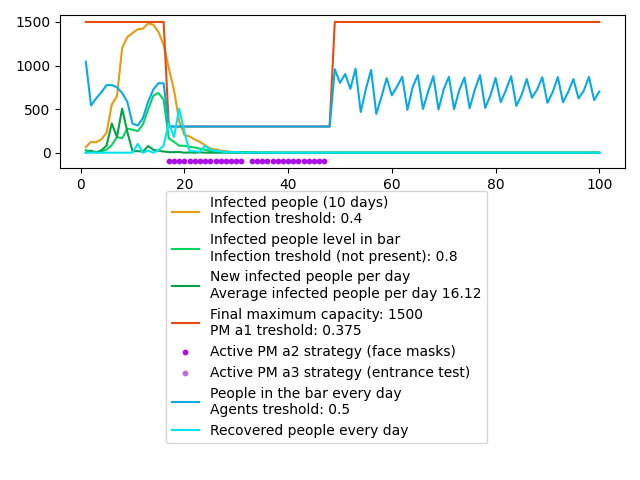 1500
1000
500
0
0
20
40
60
80
100
Infected people (10 days)
Infection treshold: 0.4
Infected people level in bar
Infection treshold (not present): 0.8
New infected people per day
Average infected people per day 16.12
Final maximum capacity: 1500
PM a1 treshold: 0.375
Active PM a2 strategy (face masks)
Active PM a3 strategy (entrance test)
People in the bar every day
Agents treshold: 0.5
Recovered people every day